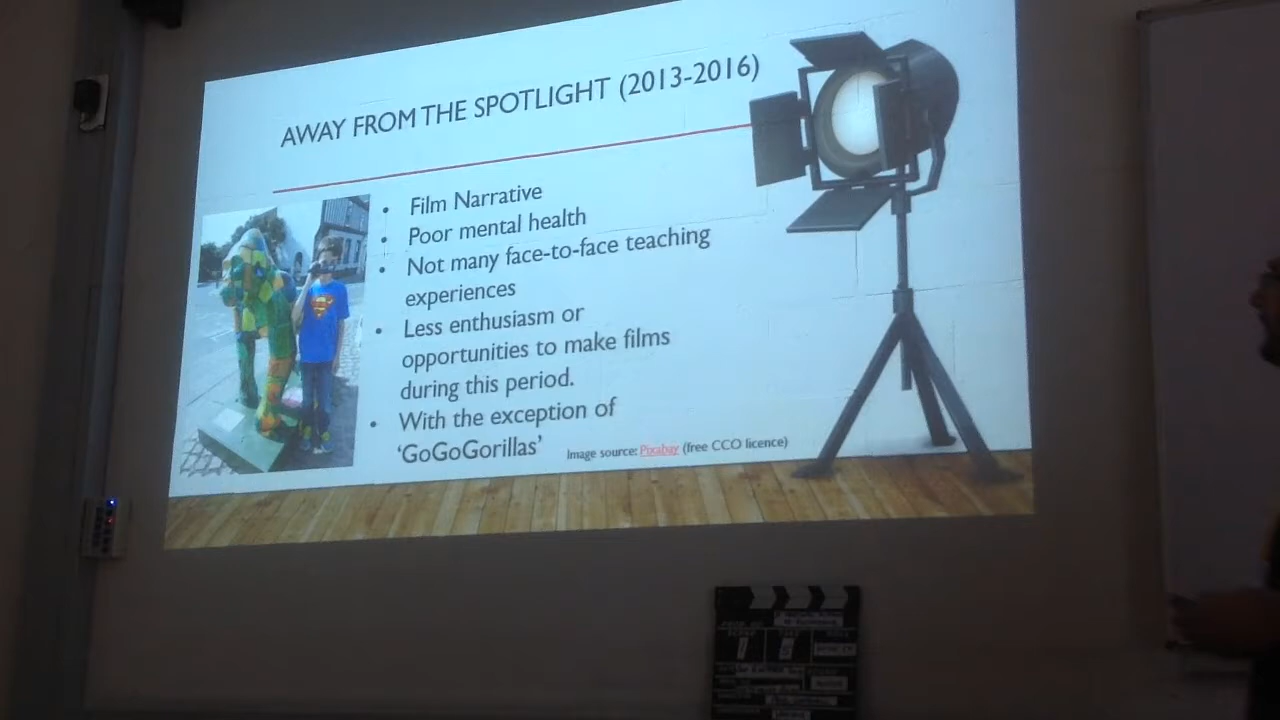 AWAY FROM THE SPOTLIGHT (2013-2016)
• Film Narrative
• Poor mental health
• Not many face-to-face teaching
experiences
• Less enthusiasm or
opportunities to make films
during this period.
• With the exception of
‘GoGoGorillas’
Image source: Pixabay (free CCO licence)